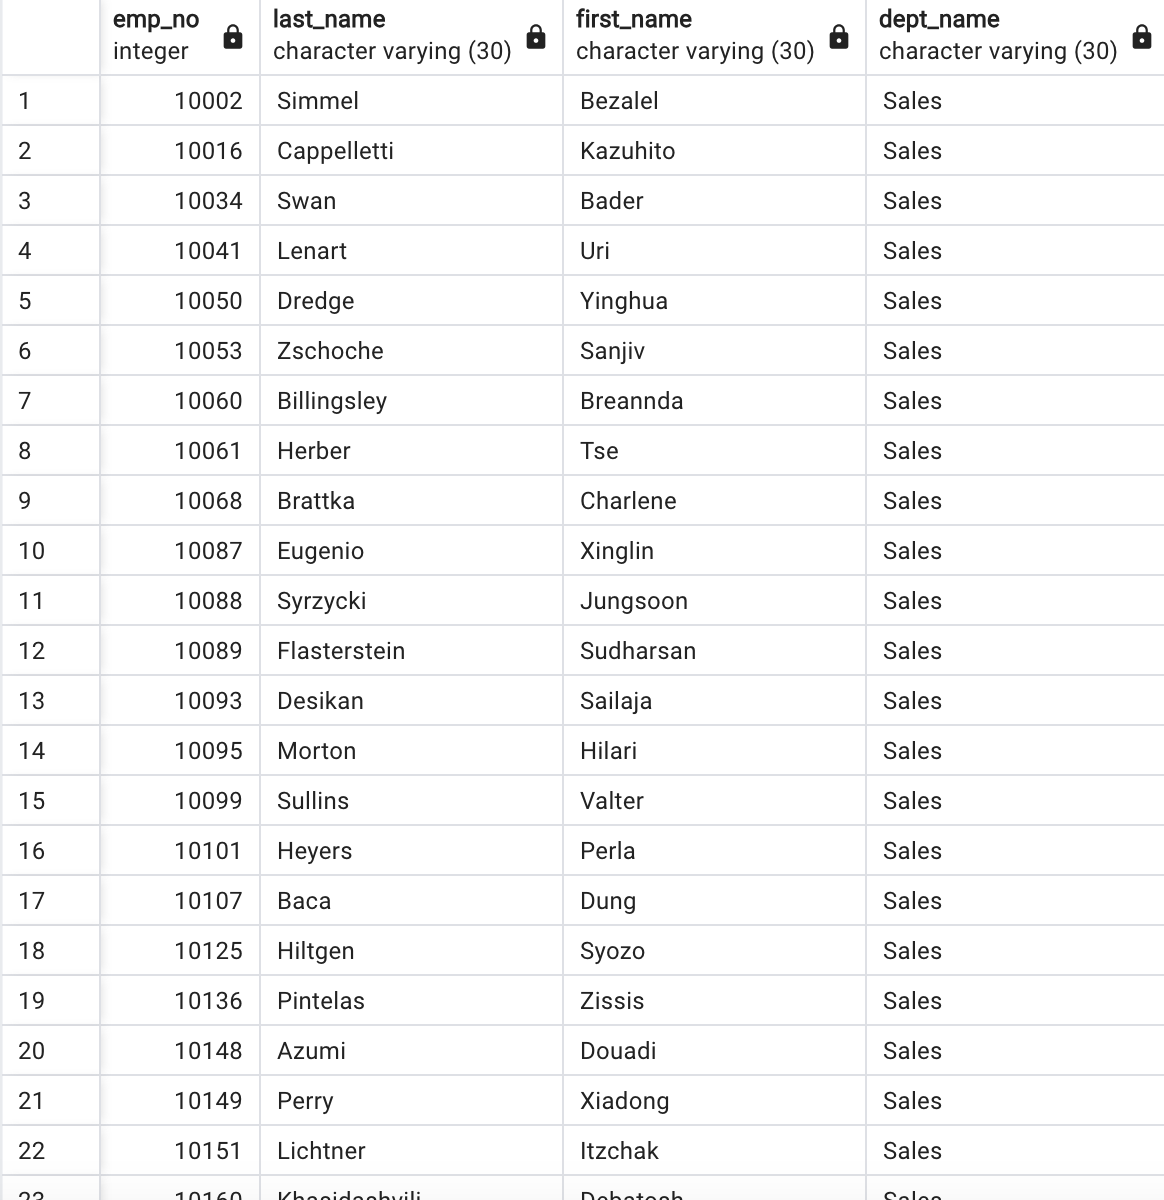 emp_no last_name first_name dept_name
integer character varying (30) character varying (30) character varying (30)
1 10002 Simmel Bezalel Sales
2 10016 Cappelletti Kazuhito Sales
3 10034 Swan Bader Sales
4 10041 Lenart Uri Sales
5 10050 Dredge Yinghua Sales
6 10053 Zschoche Sanjiv Sales
7 10060 Billingsley Breannda Sales
8 10061 Herber Tse Sales
9 10068 Brattka Charlene Sales
10 10087 Eugenio Xinglin Sales
11 10088 Syrzycki Jungsoon Sales
12 10089 Flasterstein Sudharsan Sales
13 10093 Desikan Sailaja Sales
14 10095 Morton Hilari Sales
15 10099 Sullins Valter Sales
16 10101 Heyers Perla Sales
17 10107 Baca Dung Sales
18 10125 Hiltgen Syozo Sales
19 10136 Pintelas Zissis Sales
20 10148 Azumi Douadi Sales
21 10149 Perry Xiadong Sales
22 10151 Lichtner Itzchak Sales
23 10160 Debatosh Sales